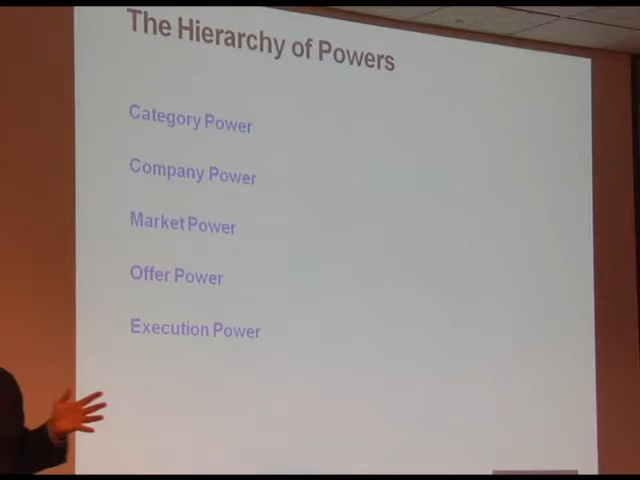 The Hierarchy of Powers
Category Power
Company Power
Market Power
Offer Power
Execution Power